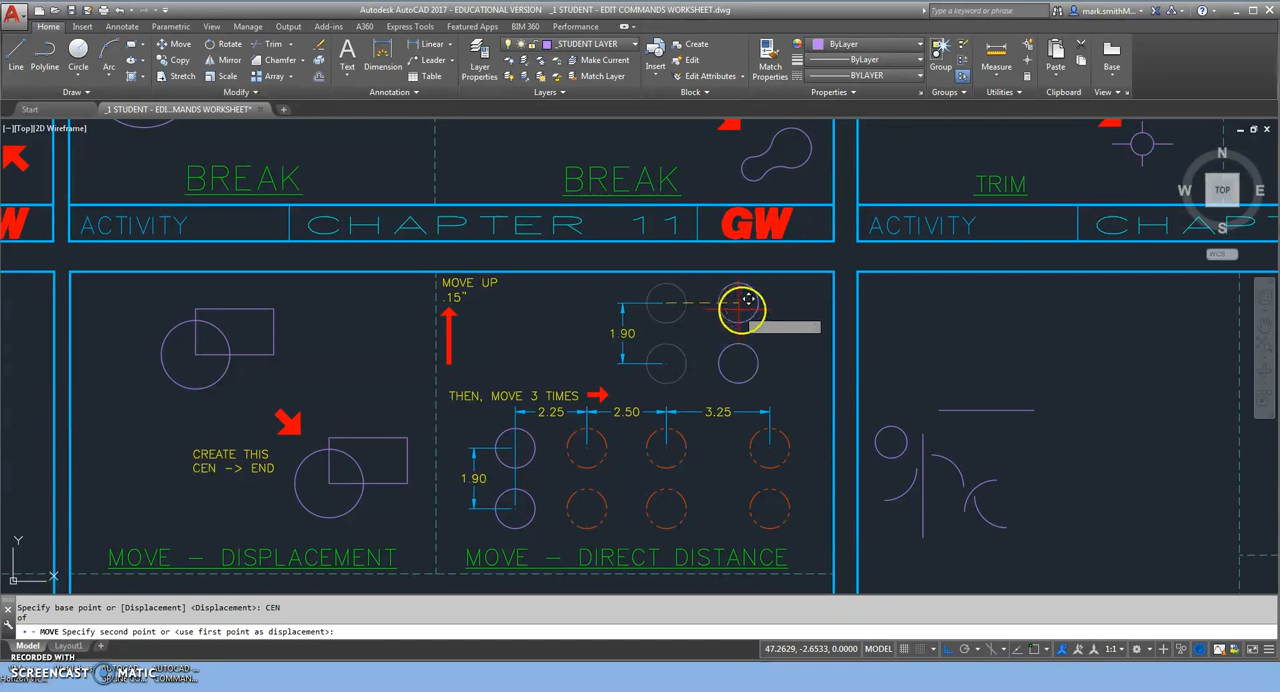 Autodesk AutoCAD 2017 - EDUCATIONAL VERSION _1 STUDENT - EDIT COMMANDS WORKSHEET.dwg
Type a keyword or phrase
mark.smithM...
Home Insert Annotate Parametric View Manage Output Add-ins A360 Express Tools Featured Apps BIM 360 Performance
Line Polyline Circle Arc
Move Rotate Trim
Copy Mirror Chamfer
Stretch Scale Array
Text Dimension
Linear
Leader
Table
Layer Properties
STUDENT LAYER
Make Current
Match Layer
Insert
Create
Edit
Edit Attributes
Match Properties
ByLayer
ByLayer
BYLAYER
Group Measure Paste Base
Draw Modify Annotation Layers Block Properties Groups Utilities Clipboard View
Start _1 STUDENT - EDI...MANDS WORKSHEET*
[−][Top][2D Wireframe]
BREAK BREAK TRIM
N
W TOP E
S
WCS
W ACTIVITY CHAPTER 11 GW ACTIVITY CHAPT
MOVE UP
.15"
1.90
THEN, MOVE 3 TIMES
2.25 2.50 3.25
CREATE THIS
CEN -> END
1.90
MOVE – DISPLACEMENT MOVE – DIRECT DISTANCE
Y
X
Specify base point or [Displacement] <Displacement>: CEN
of
MOVE Specify second point or <use first point as displacement>:
Model Layout1
47.2629, -2.6533, 0.0000 MODEL 1:1
RECORDED WITH
SCREENCAST MATIC